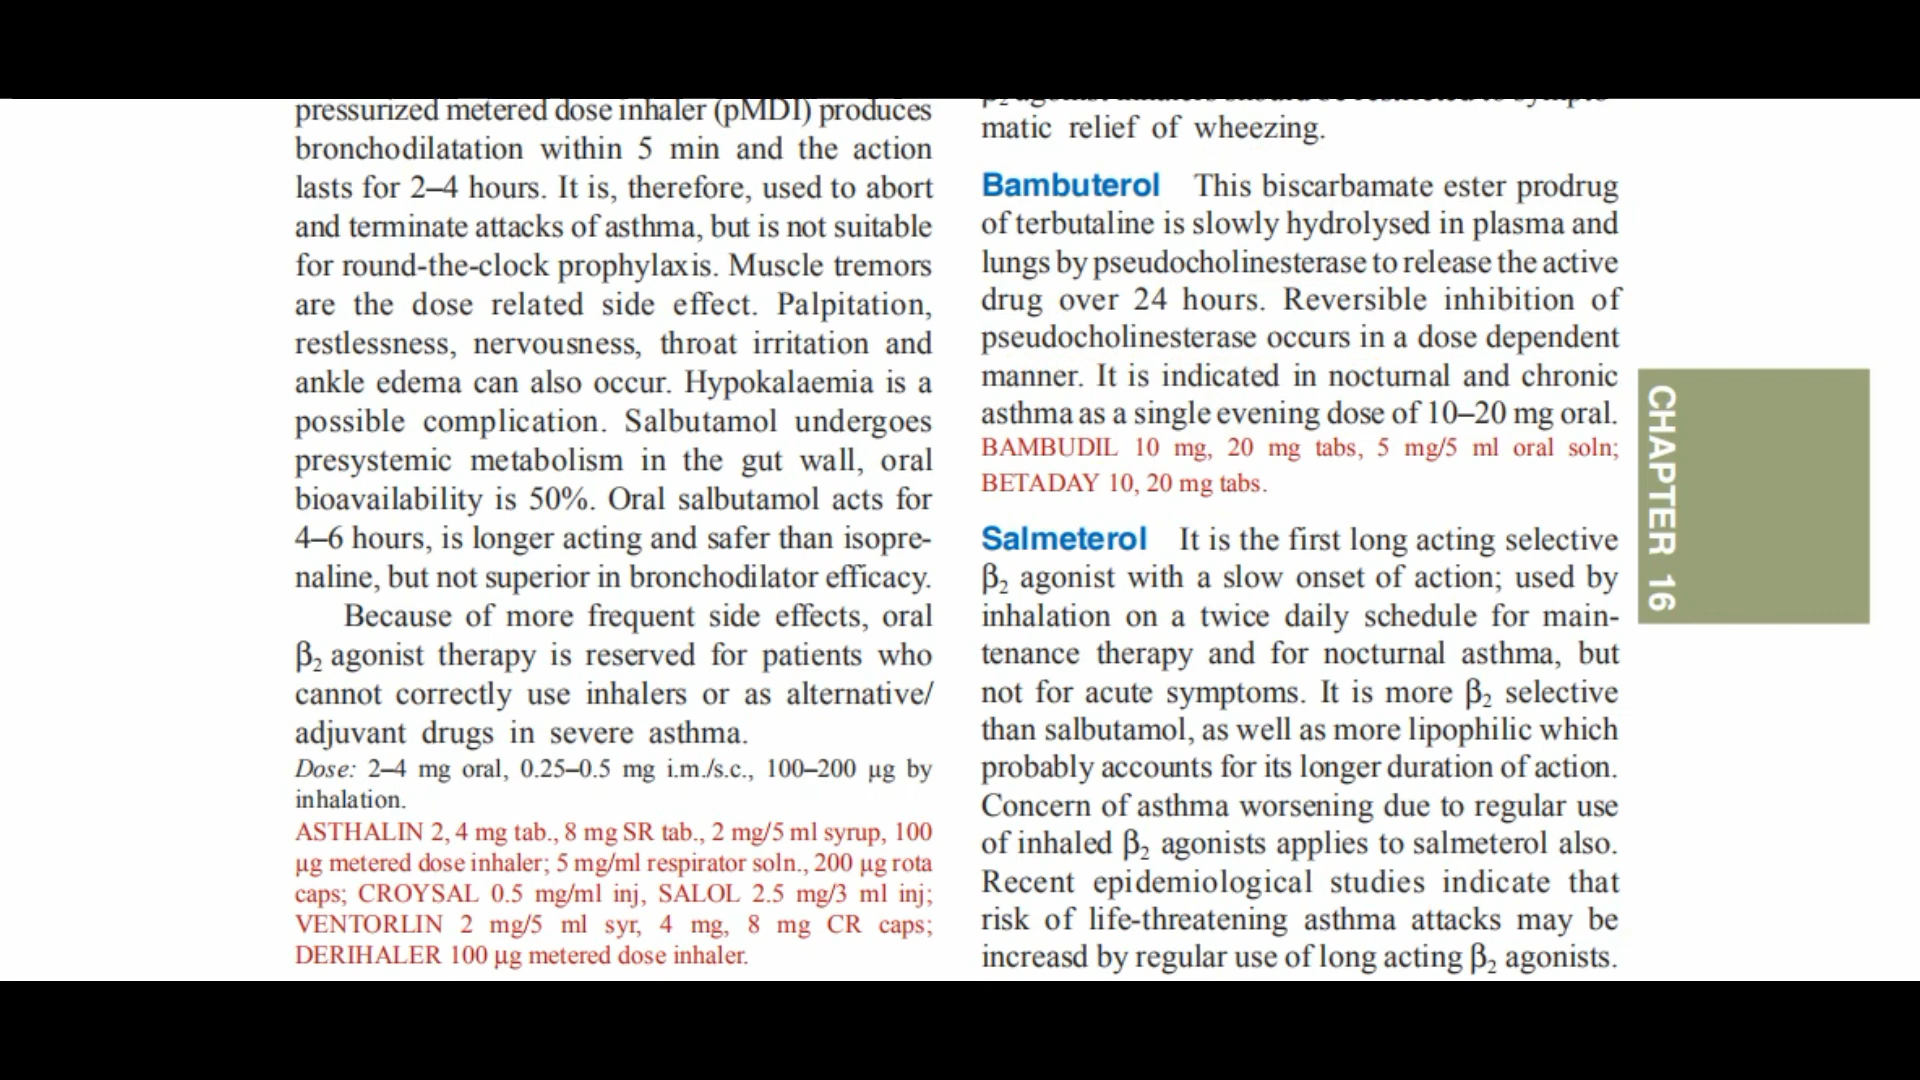 pressurized metered dose inhaler (pMDI) produces
bronchodilatation within 5 min and the action
lasts for 2–4 hours. It is, therefore, used to abort
and terminate attacks of asthma, but is not suitable
for round-the-clock prophylaxis. Muscle tremors
are the dose related side effect. Palpitation,
restlessness, nervousness, throat irritation and
ankle edema can also occur. Hypokalaemia is a
possible complication. Salbutamol undergoes
presystemic metabolism in the gut wall, oral
bioavailability is 50%. Oral salbutamol acts for
4–6 hours, is longer acting and safer than isopre-
naline, but not superior in bronchodilator efficacy.
Because of more frequent side effects, oral
β₂ agonist therapy is reserved for patients who
cannot correctly use inhalers or as alternative/
adjuvant drugs in severe asthma.
Dose: 2–4 mg oral, 0.25–0.5 mg i.m./s.c., 100–200 μg by
inhalation.
ASTHALIN 2, 4 mg tab., 8 mg SR tab., 2 mg/5 ml syrup, 100
μg metered dose inhaler; 5 mg/ml respirator soln., 200 μg rota
caps; CROYSAL 0.5 mg/ml inj, SALOL 2.5 mg/3 ml inj;
VENTORLIN 2 mg/5 ml syr, 4 mg, 8 mg CR caps;
DERIHALER 100 μg metered dose inhaler.
matic relief of wheezing.
Bambuterol This biscarbamate ester prodrug
of terbutaline is slowly hydrolysed in plasma and
lungs by pseudocholinesterase to release the active
drug over 24 hours. Reversible inhibition of
pseudocholinesterase occurs in a dose dependent
manner. It is indicated in nocturnal and chronic
asthma as a single evening dose of 10–20 mg oral.
BAMBUDIL 10 mg, 20 mg tabs, 5 mg/5 ml oral soln;
BETADAY 10, 20 mg tabs.
Salmeterol It is the first long acting selective
β₂ agonist with a slow onset of action; used by
inhalation on a twice daily schedule for main-
tenance therapy and for nocturnal asthma, but
not for acute symptoms. It is more β₂ selective
than salbutamol, as well as more lipophilic which
probably accounts for its longer duration of action.
Concern of asthma worsening due to regular use
of inhaled β₂ agonists applies to salmeterol also.
Recent epidemiological studies indicate that
risk of life-threatening asthma attacks may be
increasd by regular use of long acting β₂ agonists.
CHAPTER 16